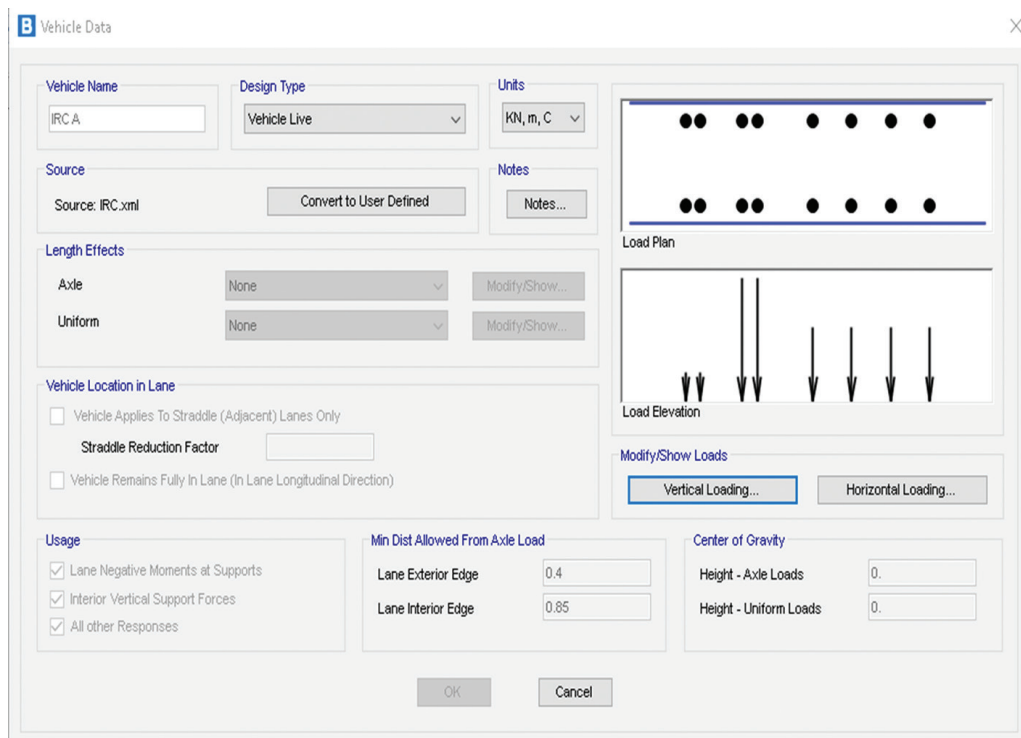 B Vehicle Data
Vehicle Name
IRC A
Design Type
Vehicle Live
Units
KN, m, C
Source
Source: IRC.xml
Convert to User Defined
Notes
Notes...
Load Plan
Length Effects
Axle
None
Modify/Show...
Uniform
None
Modify/Show...
Load Elevation
Vehicle Location in Lane
Vehicle Applies To Straddle (Adjacent) Lanes Only
Straddle Reduction Factor
Vehicle Remains Fully In Lane (In Lane Longitudinal Direction)
Modify/Show Loads
Vertical Loading...
Horizontal Loading...
Usage
Lane Negative Moments at Supports
Interior Vertical Support Forces
All other Responses
Min Dist Allowed From Axle Load
Lane Exterior Edge
0.4
Lane Interior Edge
0.85
Center of Gravity
Height - Axle Loads
0.
Height - Uniform Loads
0.
OK
Cancel